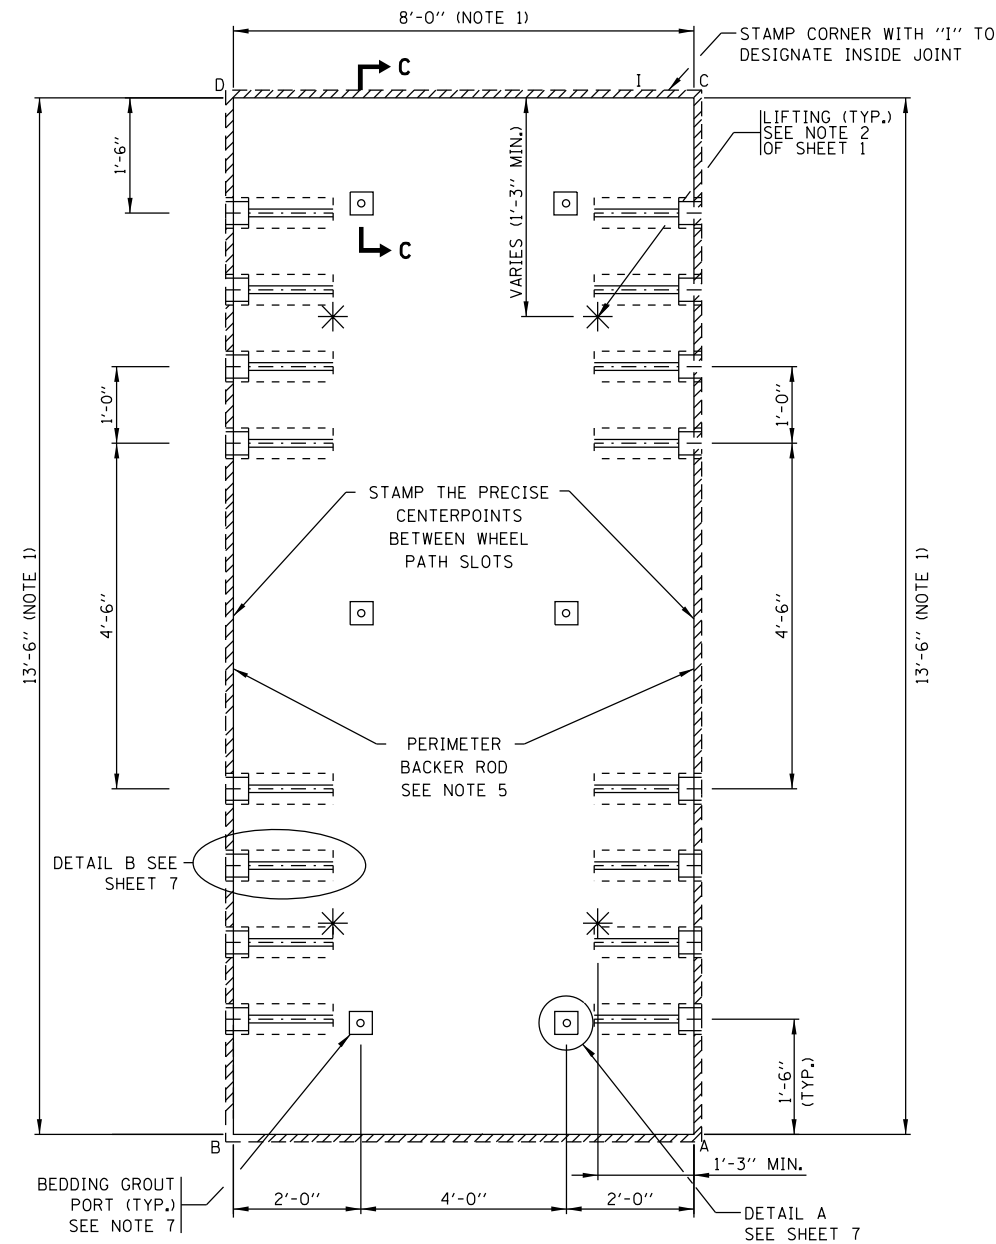 8'-0" (NOTE 1)
STAMP CORNER WITH "I" TO
DESIGNATE INSIDE JOINT
C
D
I
C
LIFTING (TYP.)
SEE NOTE 2
OF SHEET 1
1'-6"
VARIES (1'-3" MIN.)
C
1'-0"
1'-0"
STAMP THE PRECISE
CENTERPOINTS
BETWEEN WHEEL
PATH SLOTS
13'-6" (NOTE 1)
4'-6"
4'-6"
13'-6" (NOTE 1)
PERIMETER
BACKER ROD
SEE NOTE 5
DETAIL B SEE
SHEET 7
1'-6"
(TYP.)
B
A
1'-3" MIN.
BEDDING GROUT
PORT (TYP.)
SEE NOTE 7
2'-0"
4'-0"
2'-0"
DETAIL A
SEE SHEET 7